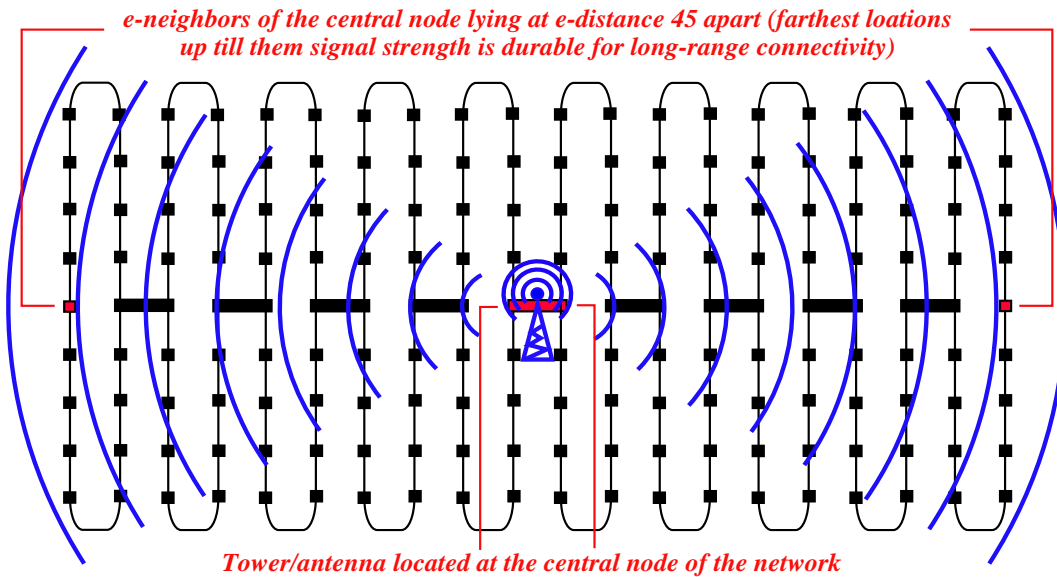 e-neighbors of the central node lying at e-distance 45 apart (farthest loations
up till them signal strength is durable for long-range connectivity)
Tower/antenna located at the central node of the network